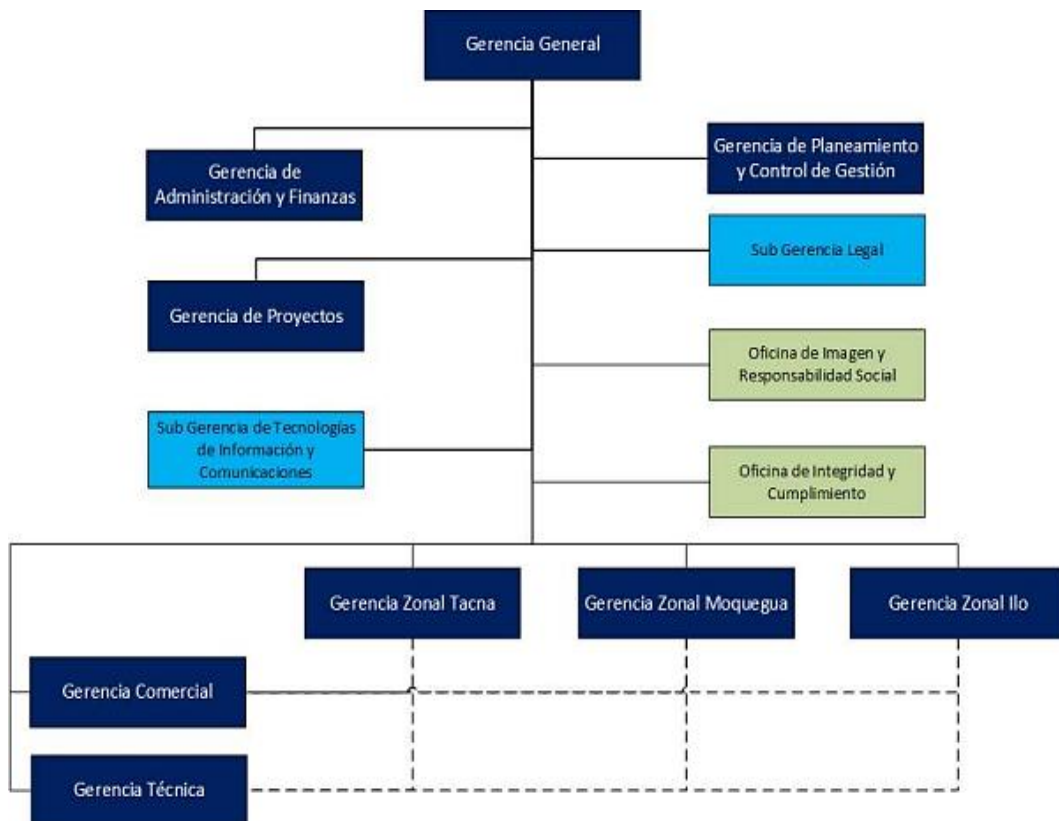 Gerencia General
Gerencia de
Administración y Finanzas
Gerencia de Planeamiento
y Control de Gestión
Sub Gerencia Legal
Gerencia de Proyectos
Oficina de Imagen y
Responsabilidad Social
Sub Gerencia de Tecnologías
de Información y
Comunicaciones
Oficina de Integridad y
Cumplimiento
Gerencia Zonal Tacna
Gerencia Zonal Moquegua
Gerencia Zonal Ilo
Gerencia Comercial
Gerencia Técnica